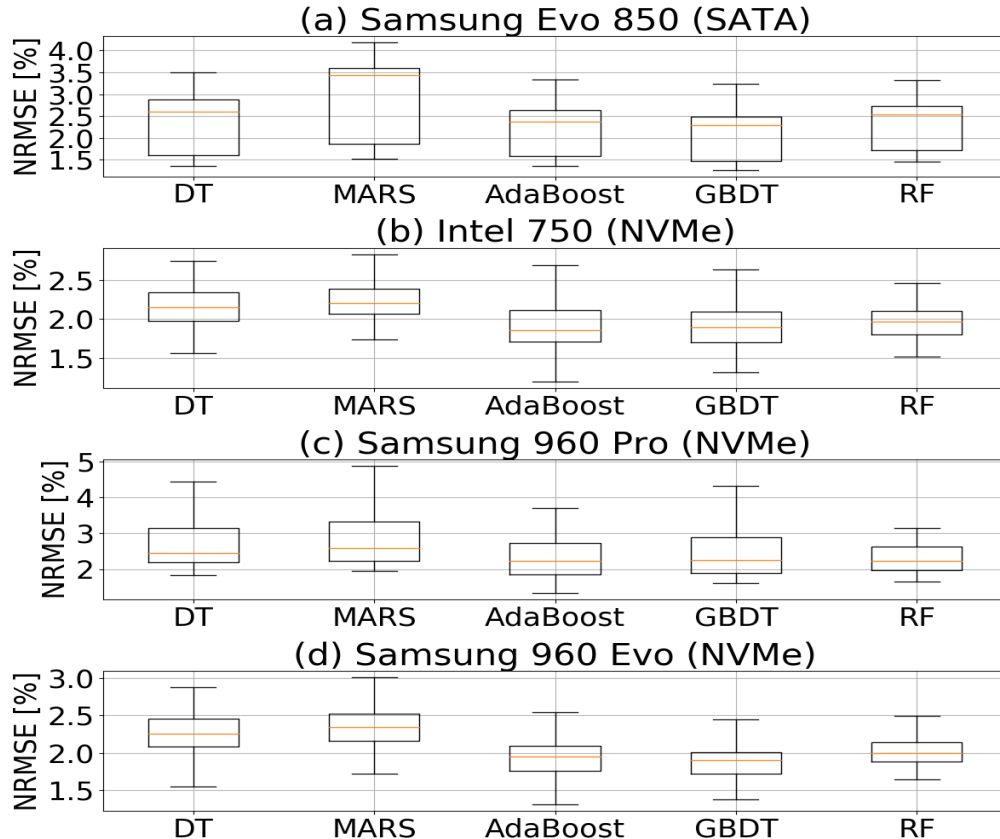 (a) Samsung Evo 850 (SATA)
NRMSE [%]
4.0
3.5
3.0
2.5
2.0
1.5
DT MARS AdaBoost GBDT RF
(b) Intel 750 (NVMe)
NRMSE [%]
2.5
2.0
1.5
DT MARS AdaBoost GBDT RF
(c) Samsung 960 Pro (NVMe)
NRMSE [%]
5
4
3
2
DT MARS AdaBoost GBDT RF
(d) Samsung 960 Evo (NVMe)
NRMSE [%]
3.0
2.5
2.0
1.5
DT MARS AdaBoost GBDT RF